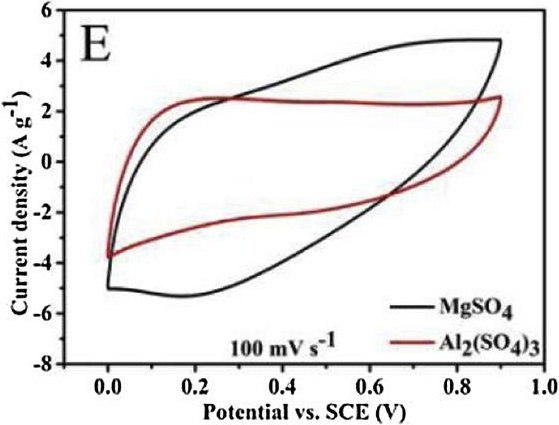 E
6
4
2
0
-2
-4
-6
-8
Current density (A g-1)
MgSO4
Al2(SO4)3
100 mV s-1
0.0 0.2 0.4 0.6 0.8 1.0
Potential vs. SCE (V)